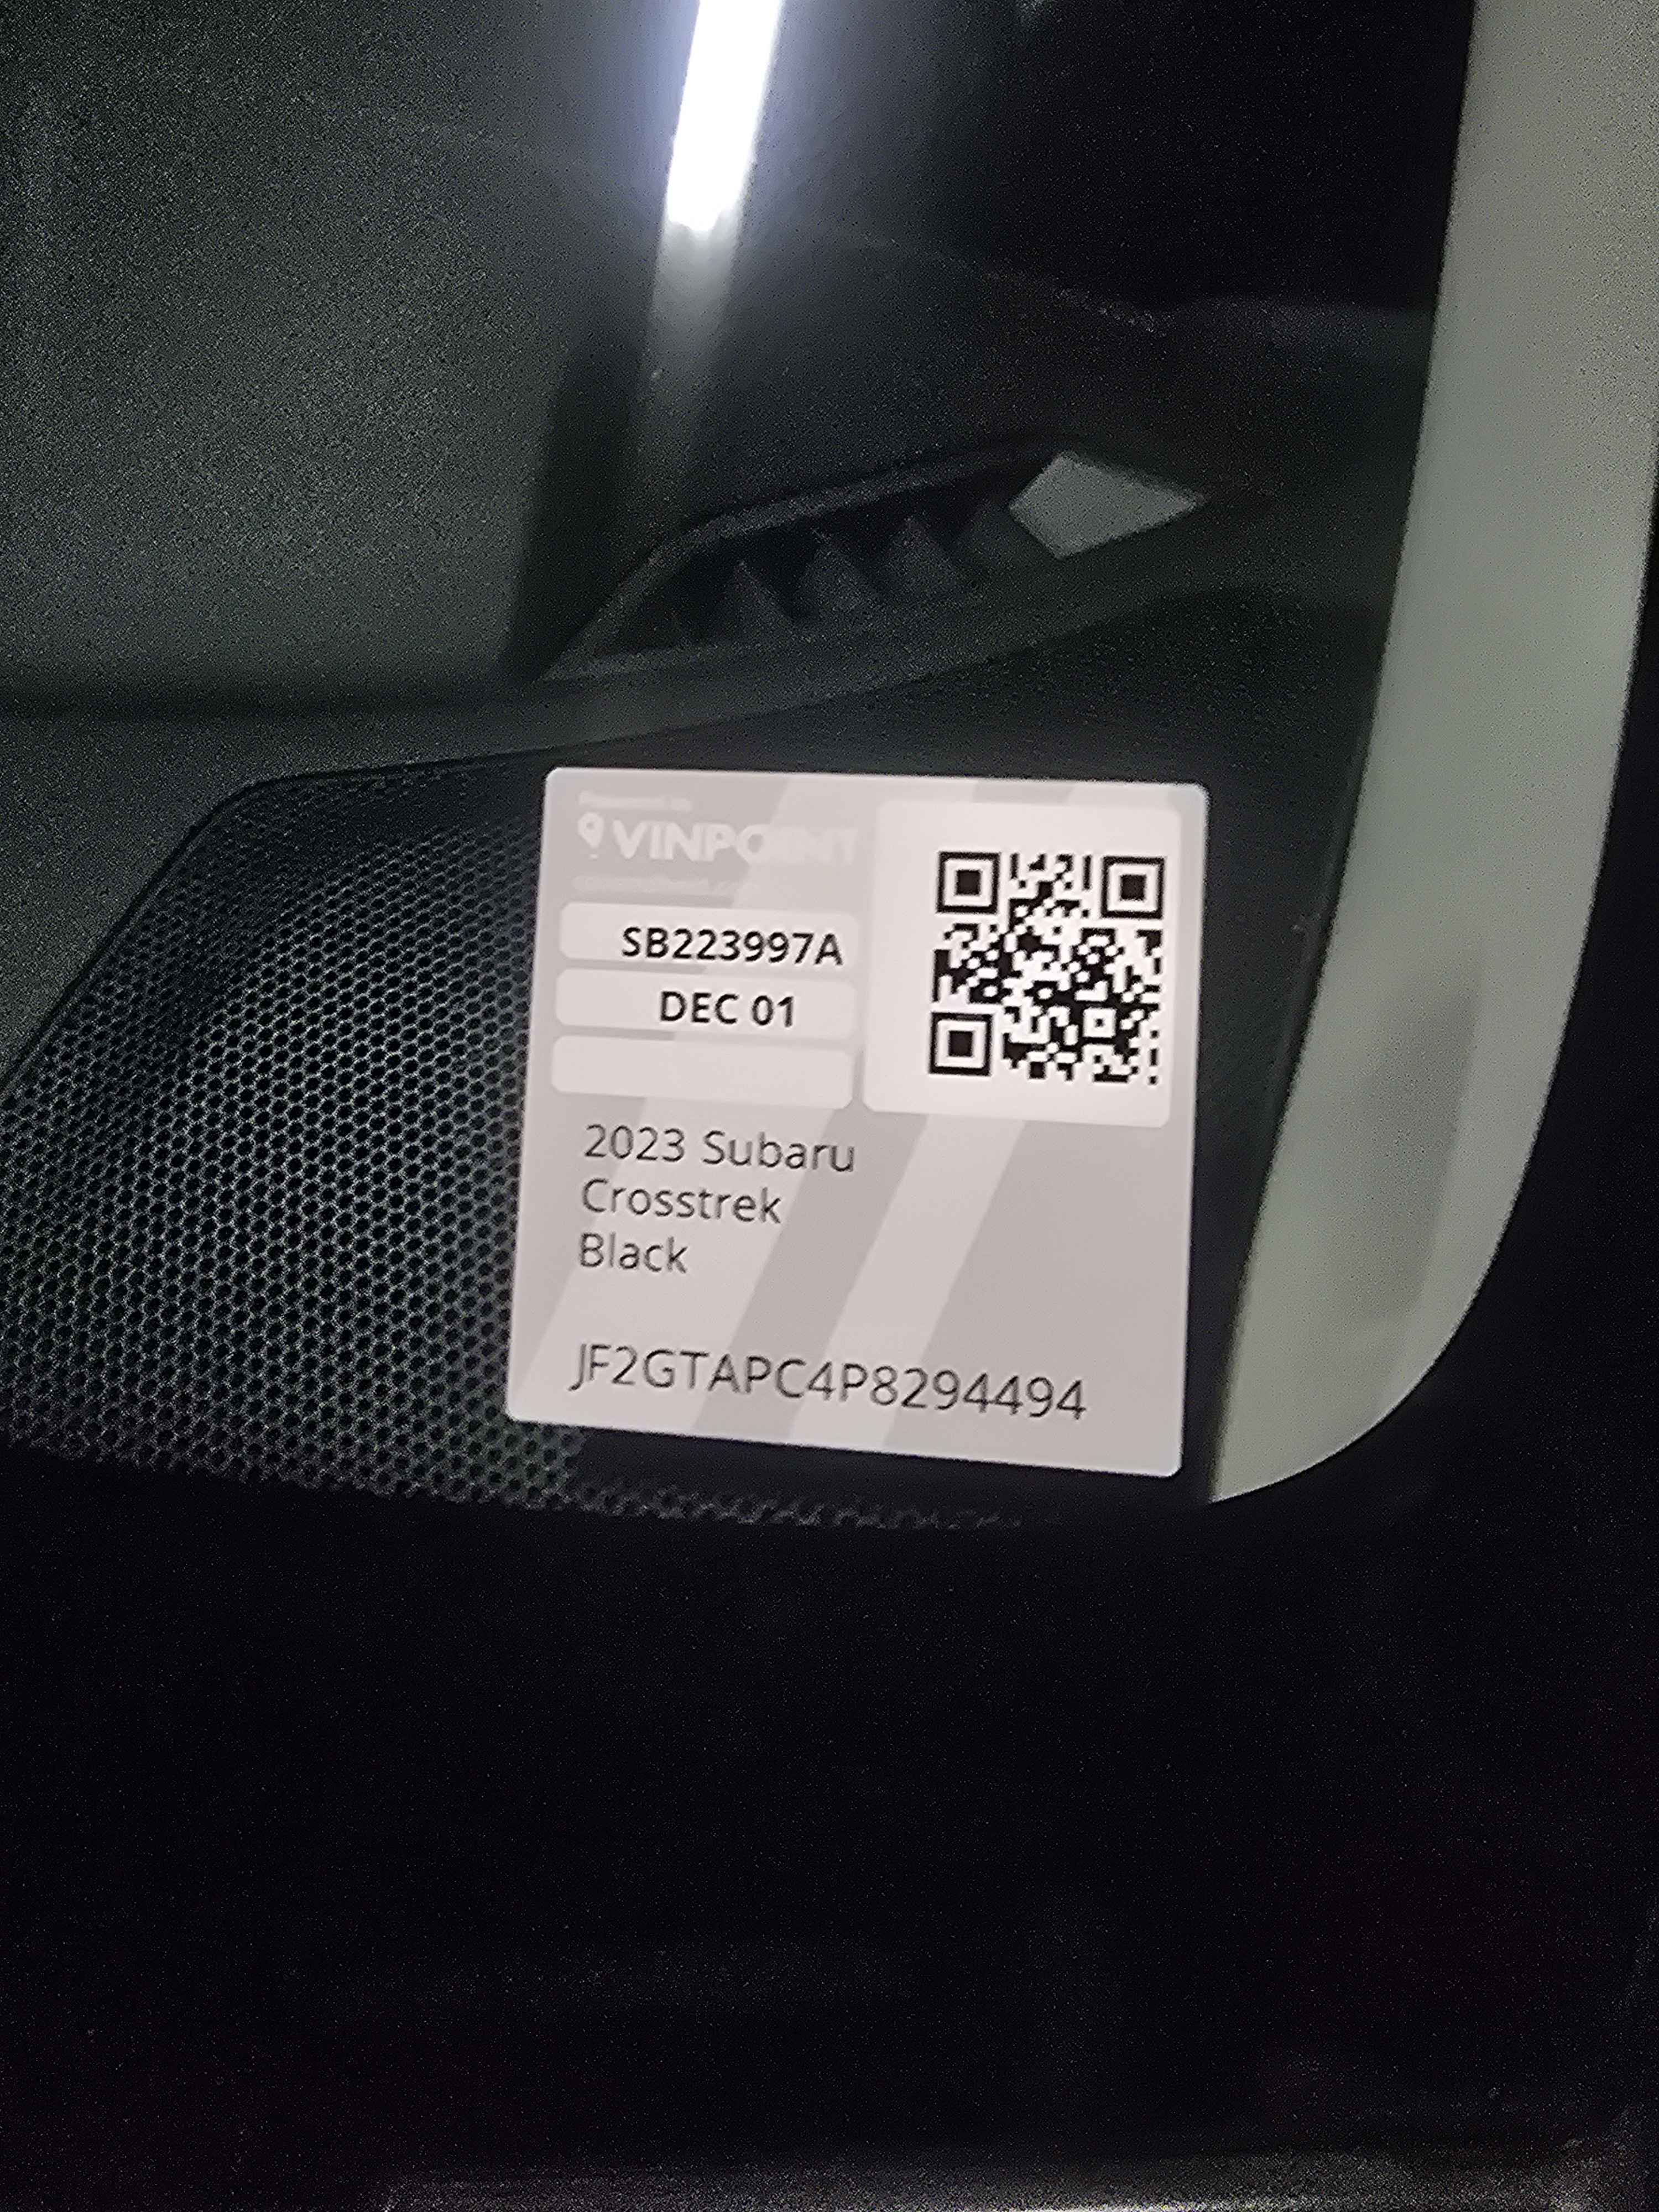 VINPOINT
SB223997A
DEC 01
2023 Subaru
Crosstrek
Black
JF2GTAPC4P8294494